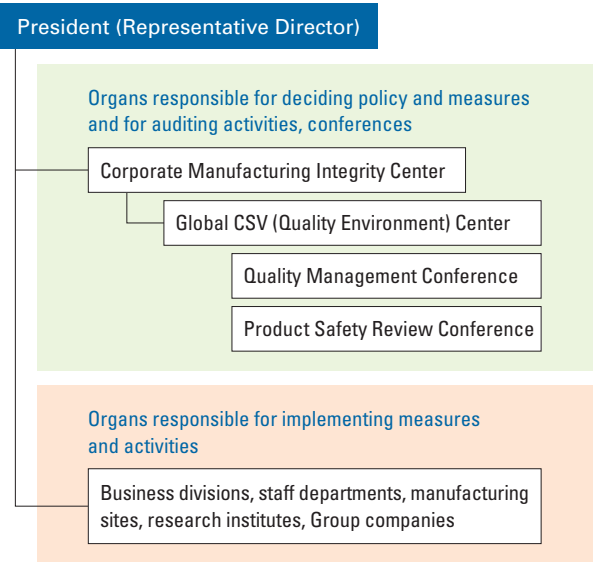 President (Representative Director)
Organs responsible for deciding policy and measures
and for auditing activities, conferences
Corporate Manufacturing Integrity Center
Global CSV (Quality Environment) Center
Quality Management Conference
Product Safety Review Conference
Organs responsible for implementing measures
and activities
Business divisions, staff departments, manufacturing
sites, research institutes, Group companies